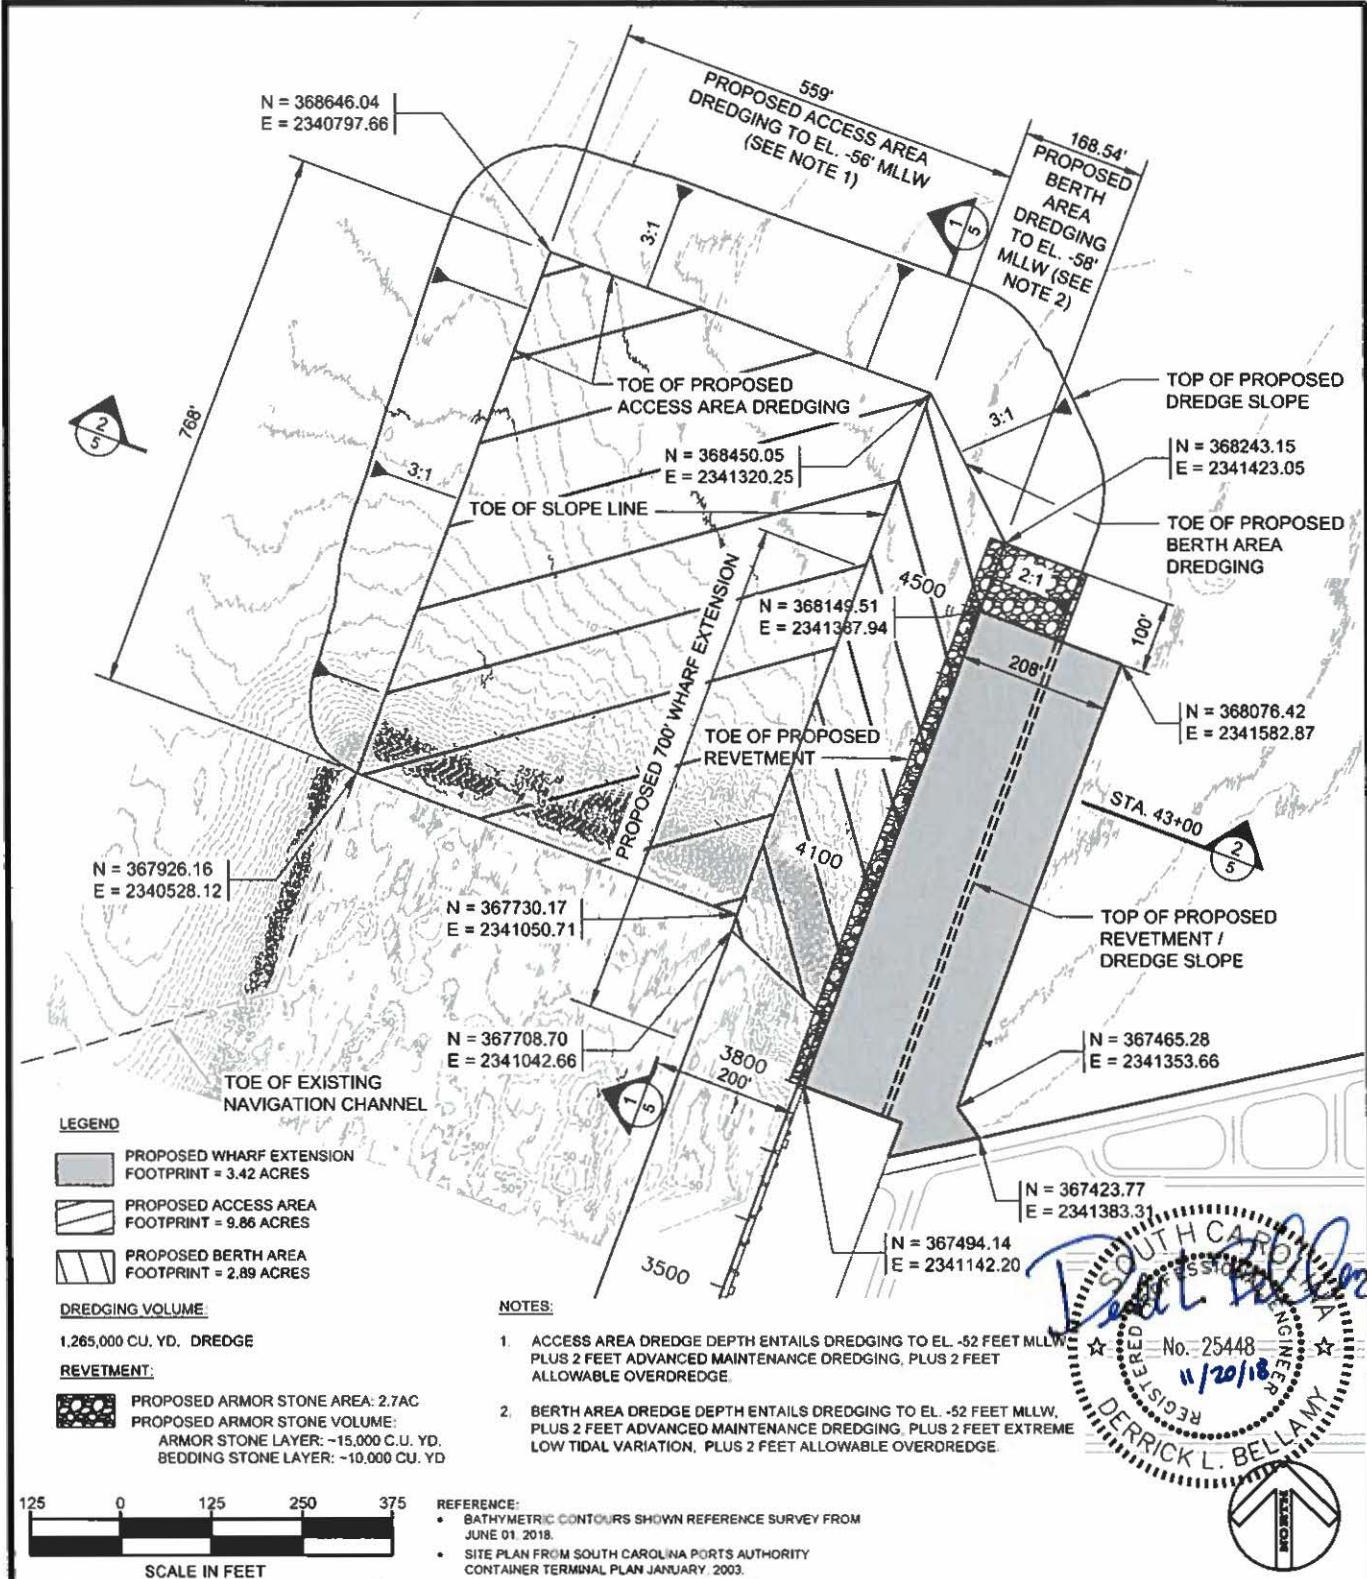 559'
PROPOSED ACCESS AREA
DREDGING TO EL. -56' MLLW
(SEE NOTE 1)
168.54'
PROPOSED
BERTH
AREA
DREDGING
TO EL. -58'
MLLW (SEE
NOTE 2)
N = 368646.04
E = 2340797.66
3:1
1
5
768'
2
5
TOE OF PROPOSED
ACCESS AREA DREDGING
3:1
TOP OF PROPOSED
DREDGE SLOPE
N = 368450.05
E = 2341320.25
N = 368243.15
E = 2341423.05
3:1
TOE OF SLOPE LINE
TOE OF PROPOSED
BERTH AREA
DREDGING
4500
2:1
N = 368149.51
E = 2341387.94
100'
PROPOSED 700' WHARF EXTENSION
208'
N = 368076.42
E = 2341582.87
TOE OF PROPOSED
REVETMENT
STA. 43+00
2
5
4100
N = 367926.16
E = 2340528.12
N = 367730.17
E = 2341050.71
TOP OF PROPOSED
REVETMENT /
DREDGE SLOPE
N = 367708.70
E = 2341042.66
3800
200'
N = 367465.28
E = 2341353.66
TOE OF EXISTING
NAVIGATION CHANNEL
1
5
N = 367423.77
E = 2341383.31
N = 367494.14
E = 2341142.20
3500
LEGEND
PROPOSED WHARF EXTENSION
FOOTPRINT = 3.42 ACRES
PROPOSED ACCESS AREA
FOOTPRINT = 9.86 ACRES
PROPOSED BERTH AREA
FOOTPRINT = 2.89 ACRES
DREDGING VOLUME:
1,265,000 CU. YD. DREDGE
REVETMENT:
PROPOSED ARMOR STONE AREA: 2.7AC
PROPOSED ARMOR STONE VOLUME:
ARMOR STONE LAYER: ~15,000 C.U. YD.
BEDDING STONE LAYER: ~10,000 CU. YD
NOTES:
1. ACCESS AREA DREDGE DEPTH ENTAILS DREDGING TO EL. -52 FEET MLLW
PLUS 2 FEET ADVANCED MAINTENANCE DREDGING, PLUS 2 FEET
ALLOWABLE OVERDREDGE.
2. BERTH AREA DREDGE DEPTH ENTAILS DREDGING TO EL. -52 FEET MLLW,
PLUS 2 FEET ADVANCED MAINTENANCE DREDGING, PLUS 2 FEET EXTREME
LOW TIDAL VARIATION, PLUS 2 FEET ALLOWABLE OVERDREDGE.
SOUTH CAROLINA
REGISTERED PROFESSIONAL ENGINEER
No. 25448
11/20/18
DERRICK L. BELLAMY
NORTH
125 0 125 250 375
SCALE IN FEET
REFERENCE:
• BATHYMETRIC CONTOURS SHOWN REFERENCE SURVEY FROM
JUNE 01, 2018.
• SITE PLAN FROM SOUTH CAROLINA PORTS AUTHORITY
CONTAINER TERMINAL PLAN JANUARY, 2003.